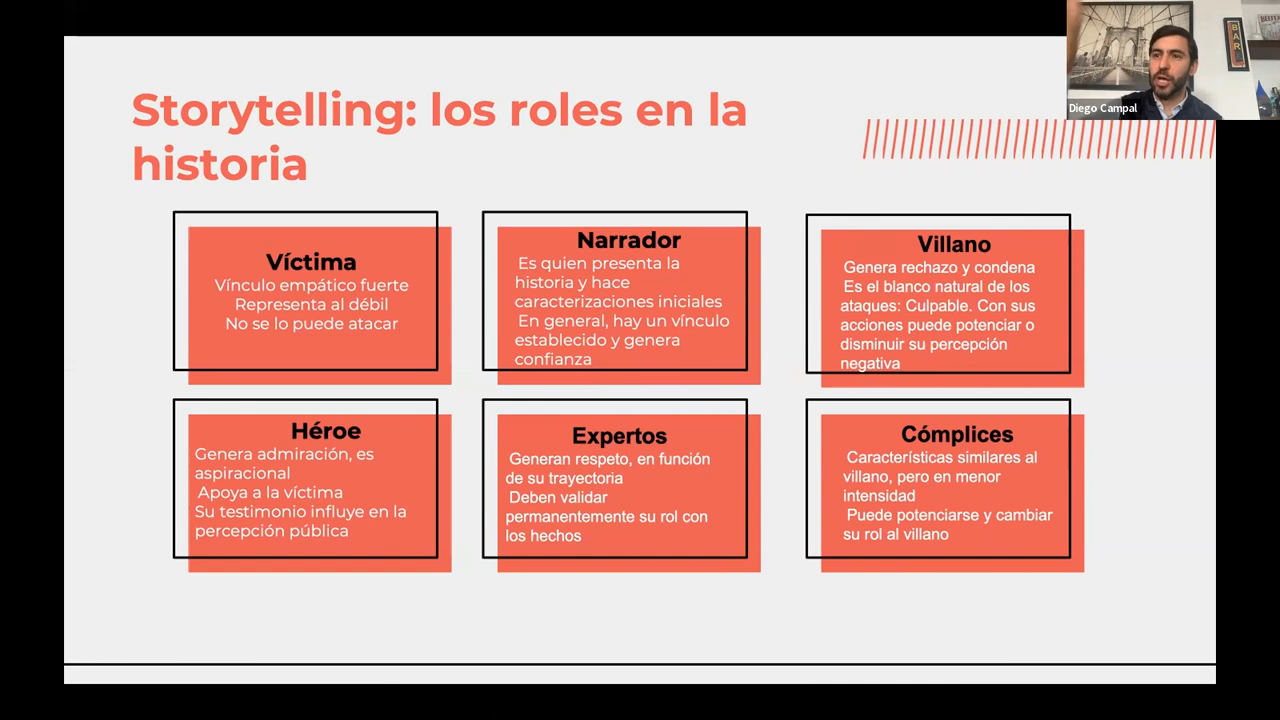 Diego Campal
BAR
Storytelling: los roles en la
historia
Víctima
Vínculo empático fuerte
Representa al débil
No se lo puede atacar
Narrador
Es quien presenta la
historia y hace
caracterizaciones iniciales
En general, hay un vínculo
establecido y genera
confianza
Villano
Genera rechazo y condena
Es el blanco natural de los
ataques: Culpable. Con sus
acciones puede potenciar o
disminuir su percepción
negativa
Héroe
Genera admiración, es
aspiracional
Apoya a la víctima
Su testimonio influye en la
percepción pública
Expertos
Generan respeto, en función
de su trayectoria
Deben validar
permanentemente su rol con
los hechos
Cómplices
Características similares al
villano, pero en menor
intensidad
Puede potenciarse y cambiar
su rol al villano